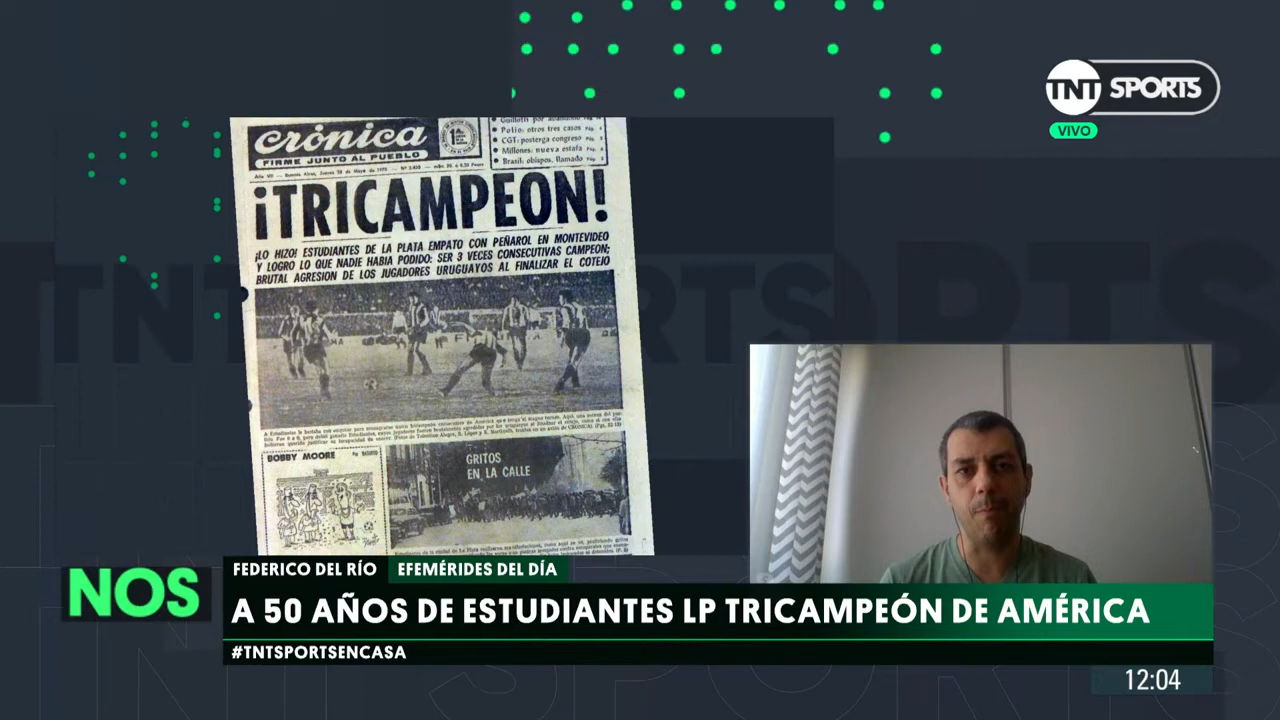 TNT SPORTS
VIVO
crónica
FIRME JUNTO AL PUEBLO
Polio: otros tres casos
CGT: posterga congreso
Millones: nueva estafa
Brasil: obispos, llamado
¡TRICAMPEON!
¡LO HIZO! ESTUDIANTES DE LA PLATA EMPATO CON PEÑAROL EN MONTEVIDEO
Y LOGRO LO QUE NADIE HABIA PODIDO: SER 3 VECES CONSECUTIVAS CAMPEON;
BRUTAL AGRESION DE LOS JUGADORES URUGUAYOS AL FINALIZAR EL COTEJO
BOBBY MOORE
GRITOS
EN LA CALLE
FEDERICO DEL RÍO
EFEMÉRIDES DEL DÍA
NOS
A 50 AÑOS DE ESTUDIANTES LP TRICAMPEÓN DE AMÉRICA
#TNTSPORTSENCASA
12:04